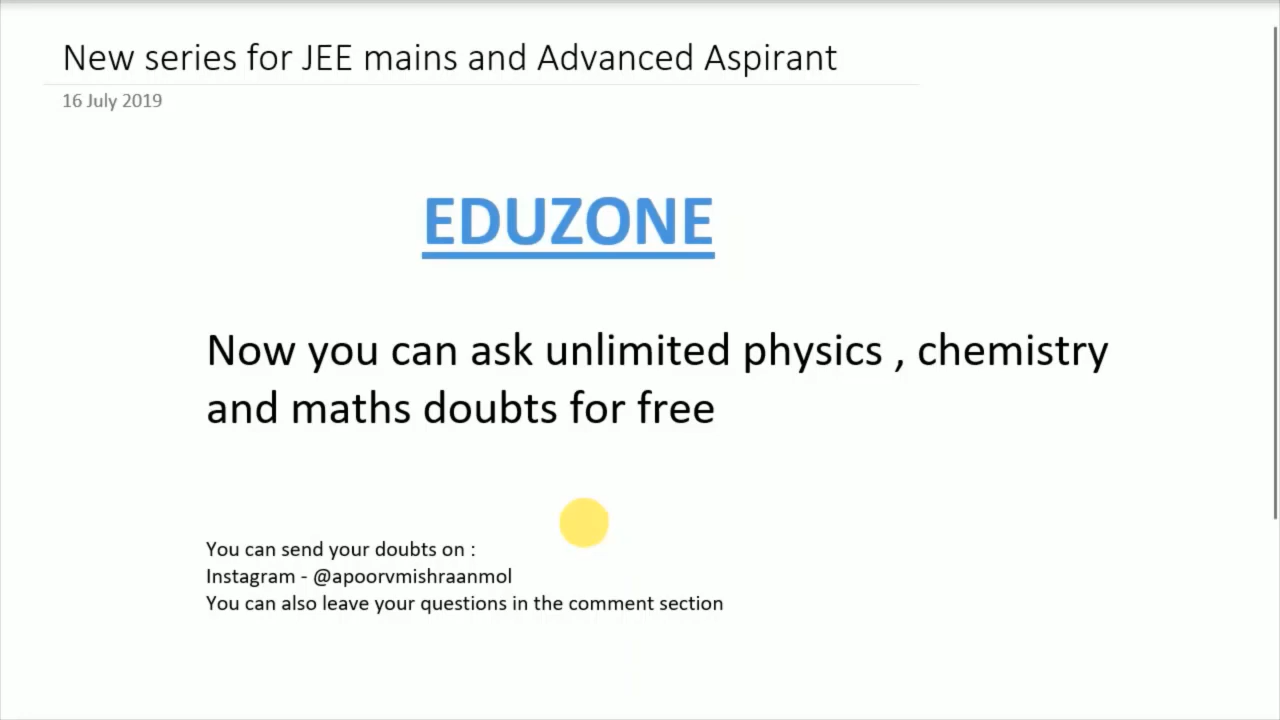 New series for JEE mains and Advanced Aspirant
16 July 2019
EDUZONE
Now you can ask unlimited physics , chemistry
and maths doubts for free
You can send your doubts on :
Instagram - @apoorvmishraanmol
You can also leave your questions in the comment section